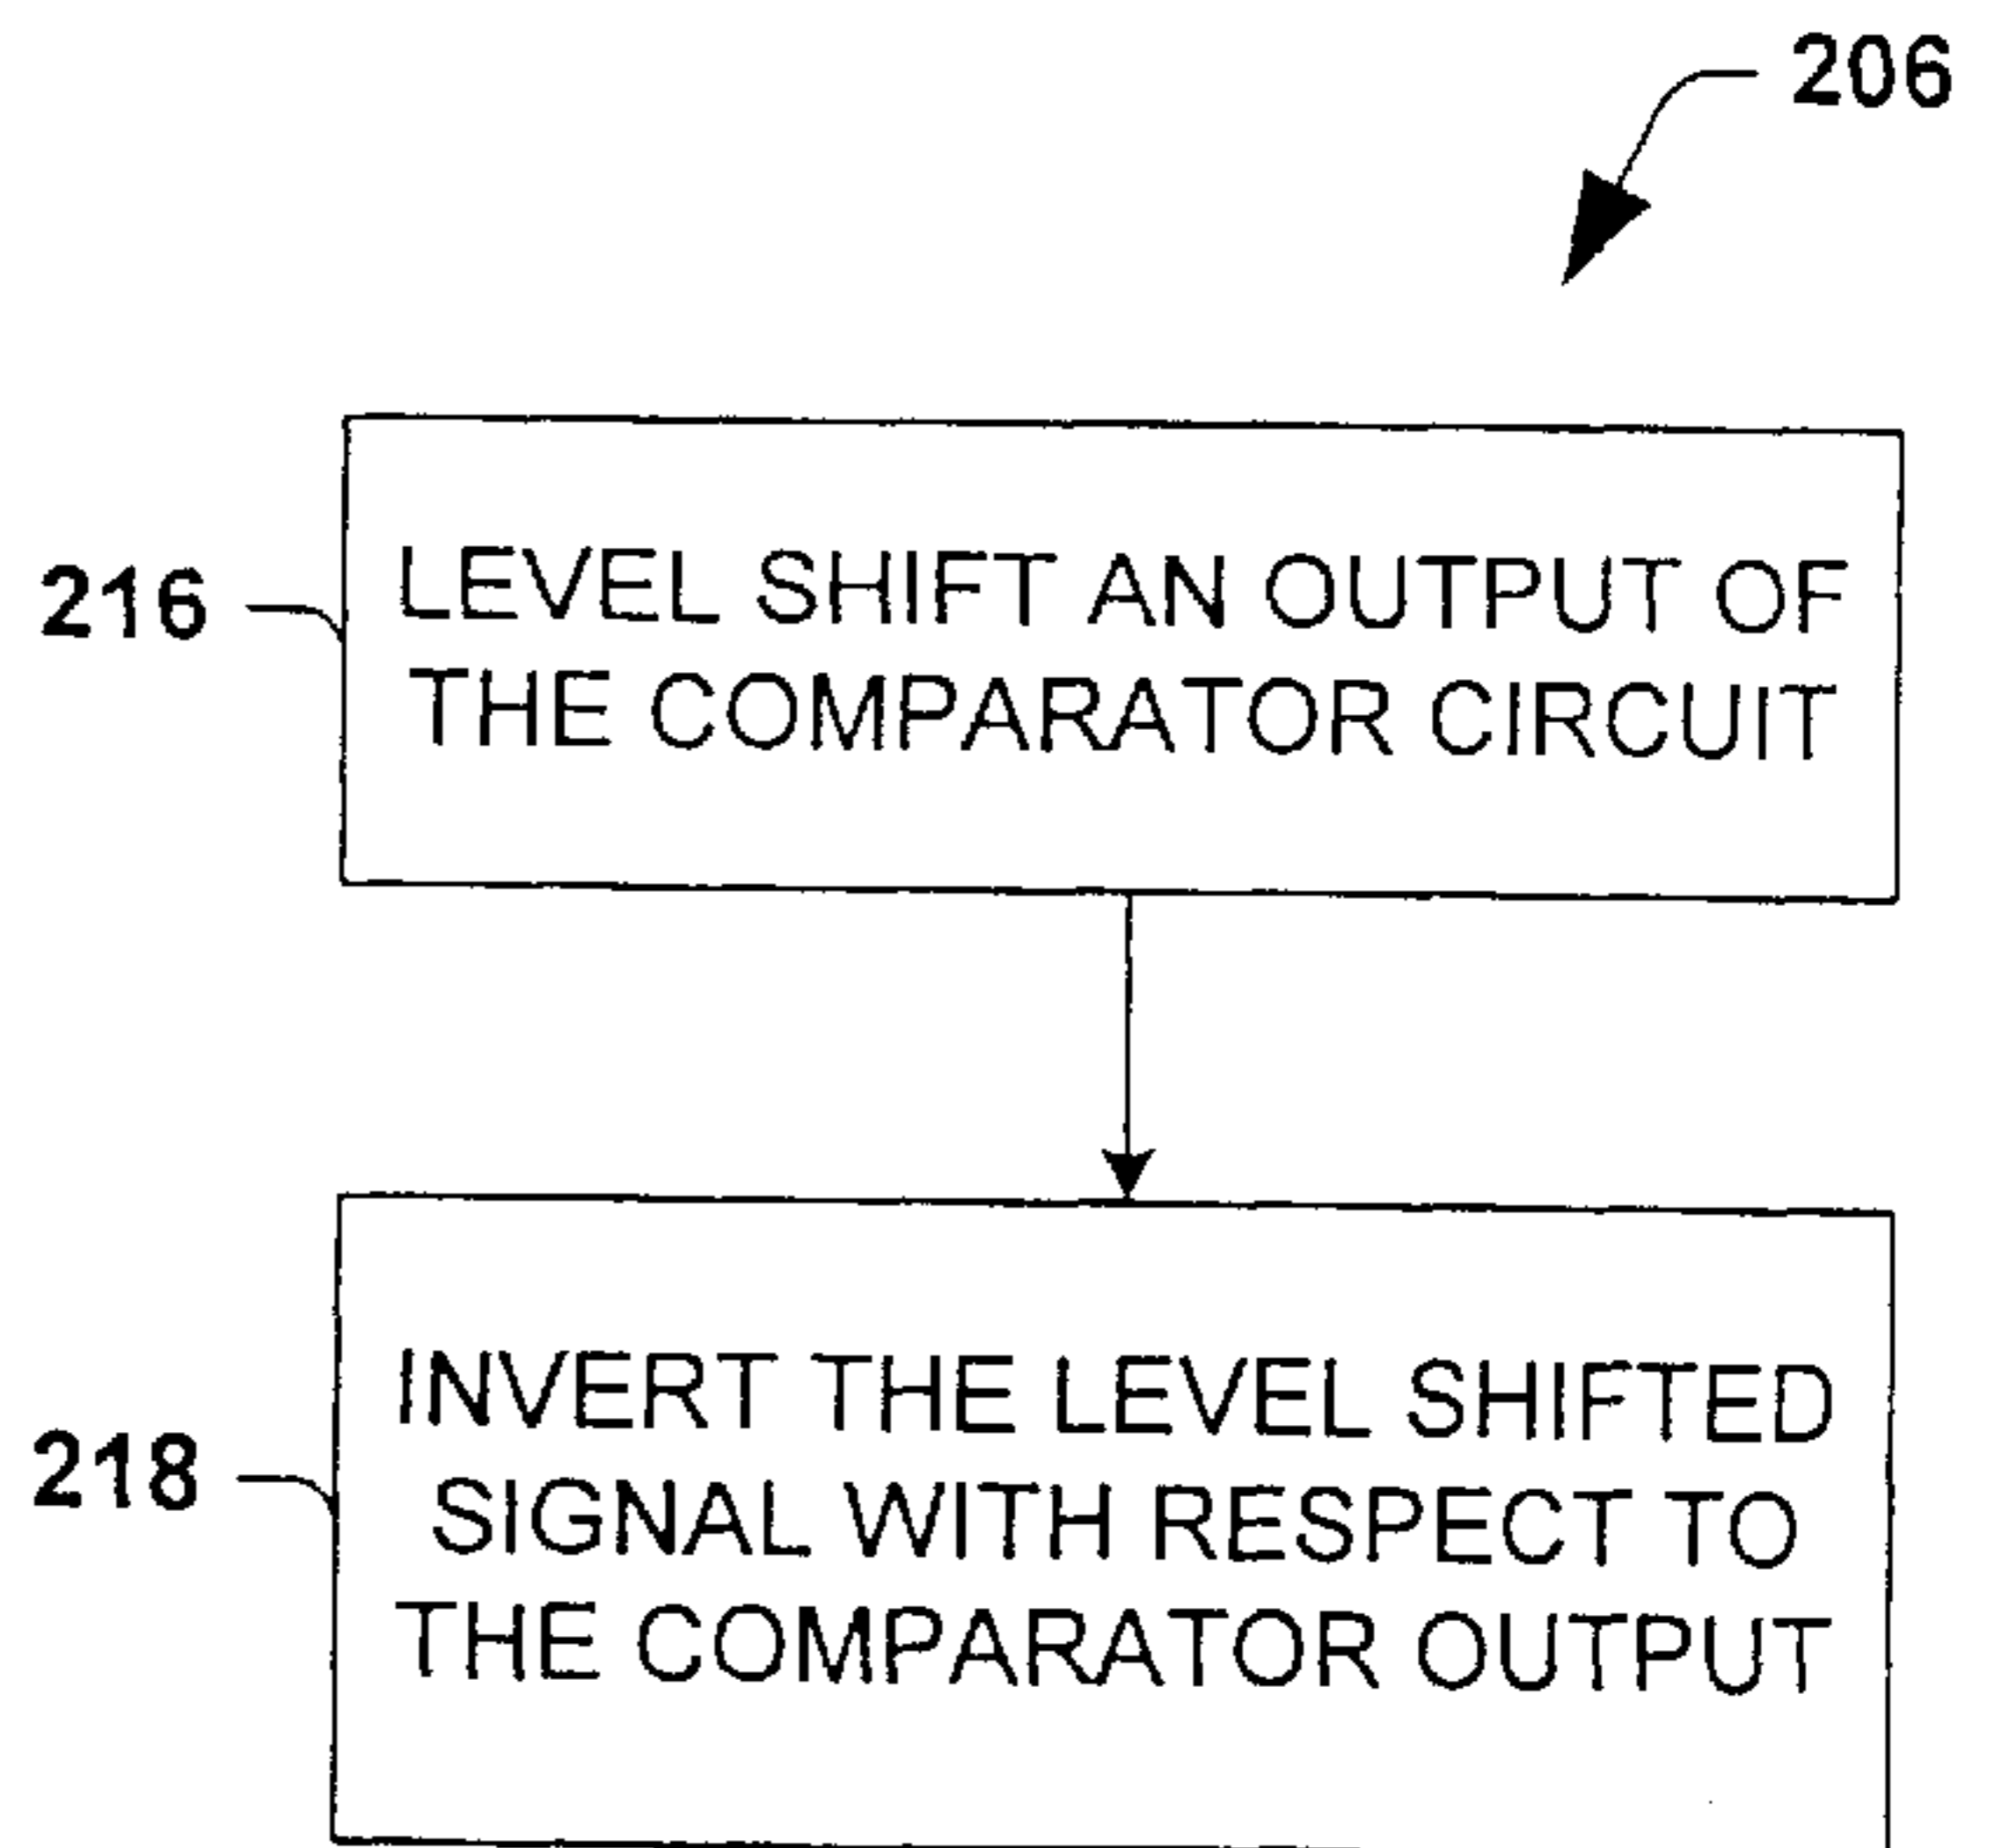 206
216
LEVEL SHIFT AN OUTPUT OF
THE COMPARATOR CIRCUIT
218
INVERT THE LEVEL SHIFTED
SIGNAL WITH RESPECT TO
THE COMPARATOR OUTPUT